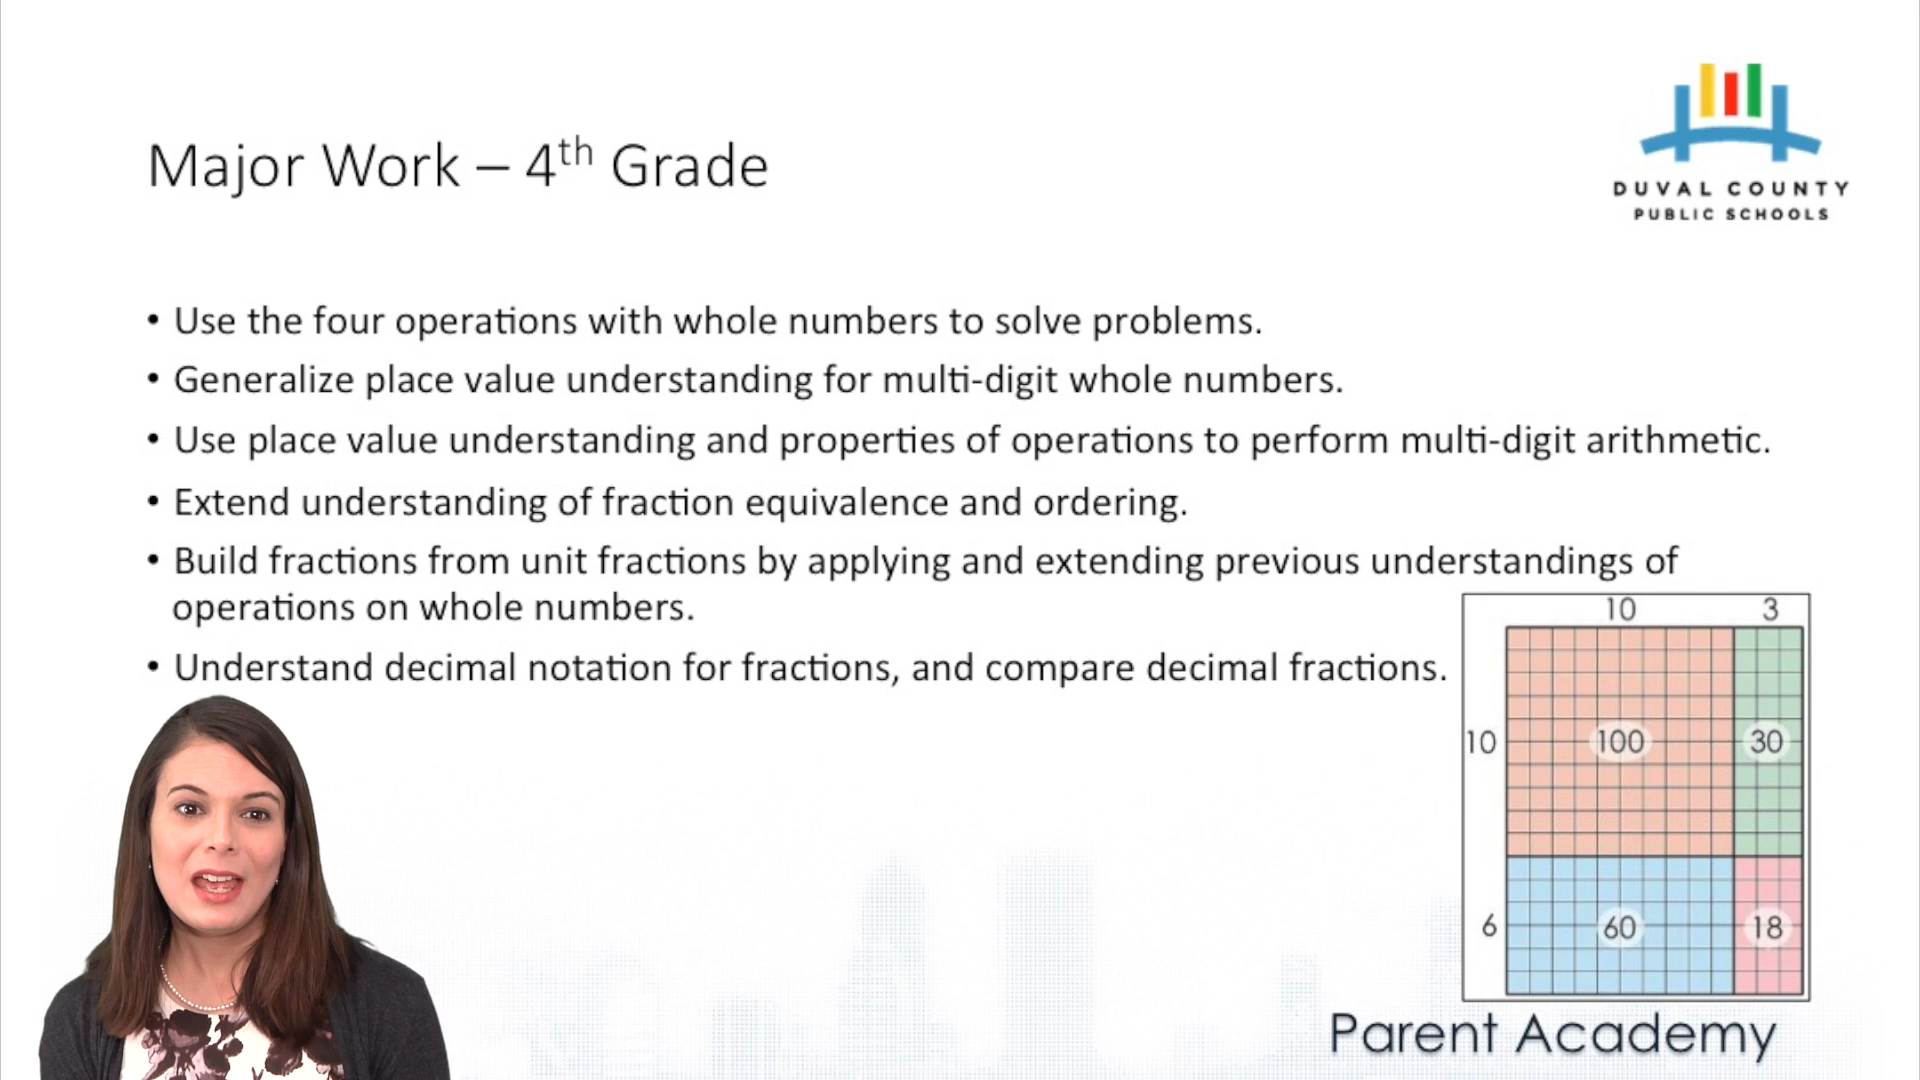 Major Work – 4th Grade
DUVAL COUNTY
PUBLIC SCHOOLS
• Use the four operations with whole numbers to solve problems.
• Generalize place value understanding for multi-digit whole numbers.
• Use place value understanding and properties of operations to perform multi-digit arithmetic.
• Extend understanding of fraction equivalence and ordering.
• Build fractions from unit fractions by applying and extending previous understandings of
operations on whole numbers.
• Understand decimal notation for fractions, and compare decimal fractions.
10 3
10 100 30
6 60 18
Parent Academy